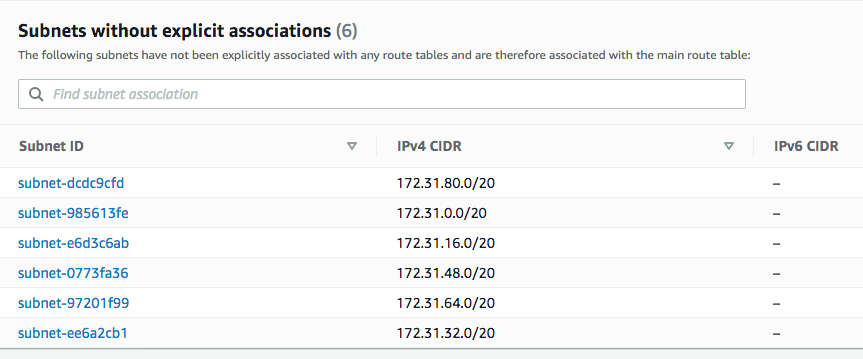 Subnets without explicit associations (6)
The following subnets have not been explicitly associated with any route tables and are therefore associated with the main route table:
Find subnet association
Subnet ID IPv4 CIDR IPv6 CIDR
subnet-dcdc9cfd 172.31.80.0/20 –
subnet-985613fe 172.31.0.0/20 –
subnet-e6d3c6ab 172.31.16.0/20 –
subnet-0773fa36 172.31.48.0/20 –
subnet-97201f99 172.31.64.0/20 –
subnet-ee6a2cb1 172.31.32.0/20 –